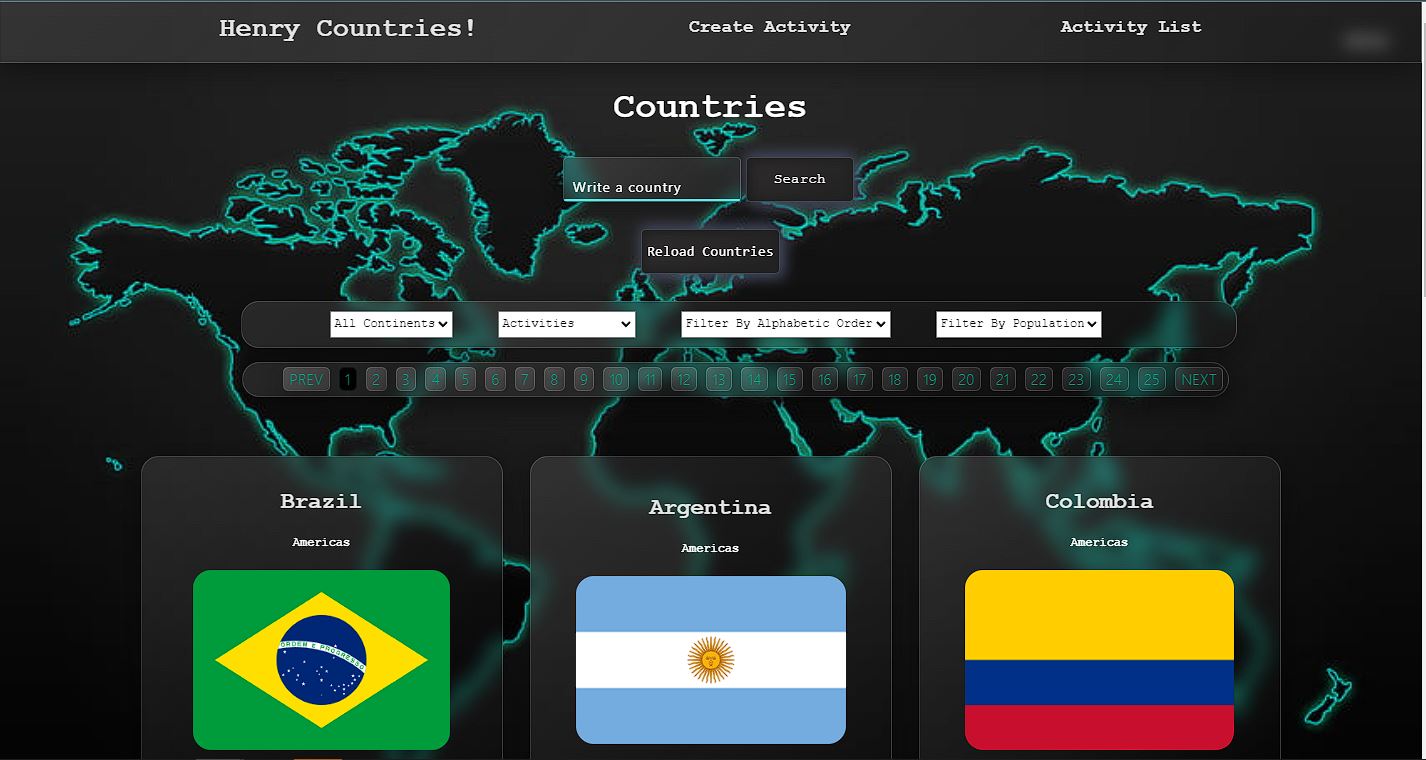 Henry Countries! Create Activity Activity List
Countries
Write a country Search
Reload Countries
All Continents Activities Filter By Alphabetic Order Filter By Population
PREV 1 2 3 4 5 6 7 8 9 10 11 12 13 14 15 16 17 18 19 20 21 22 23 24 25 NEXT
Brazil Argentina Colombia
Americas Americas Americas
ORDEM E PROGRESSO